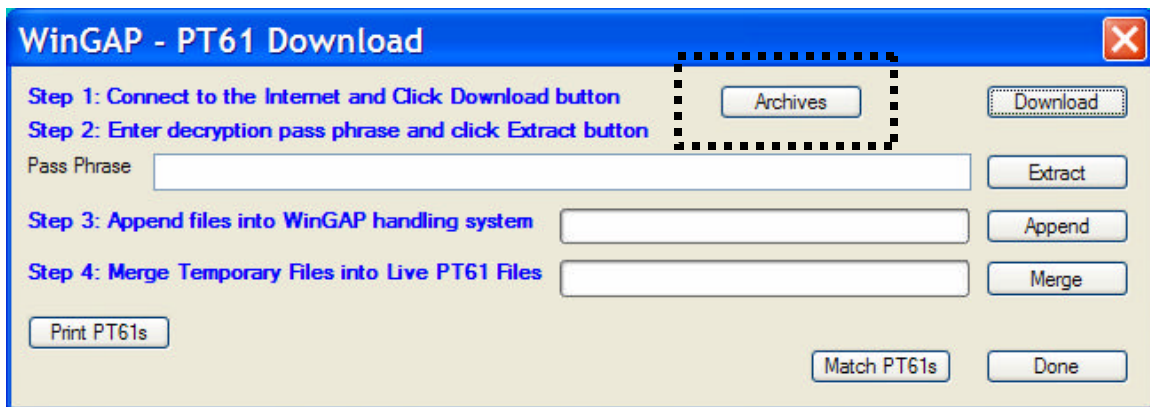 WinGAP - PT61 Download
Step 1: Connect to the Internet and Click Download button
Archives
Download
Step 2: Enter decryption pass phrase and click Extract button
Pass Phrase
Extract
Step 3: Append files into WinGAP handling system
Append
Step 4: Merge Temporary Files into Live PT61 Files
Merge
Print PT61s
Match PT61s
Done